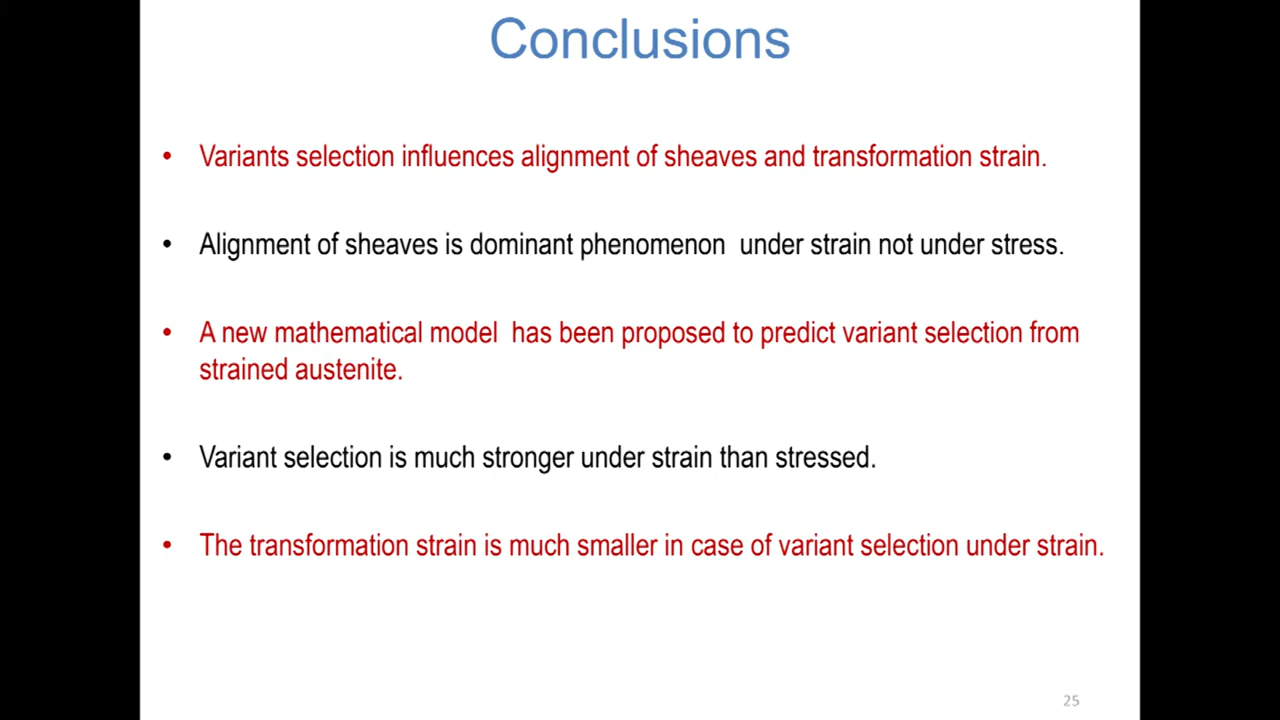 Conclusions
• Variants selection influences alignment of sheaves and transformation strain.
• Alignment of sheaves is dominant phenomenon  under strain not under stress.
• A new mathematical model  has been proposed to predict variant selection from
strained austenite.
• Variant selection is much stronger under strain than stressed.
• The transformation strain is much smaller in case of variant selection under strain.
25